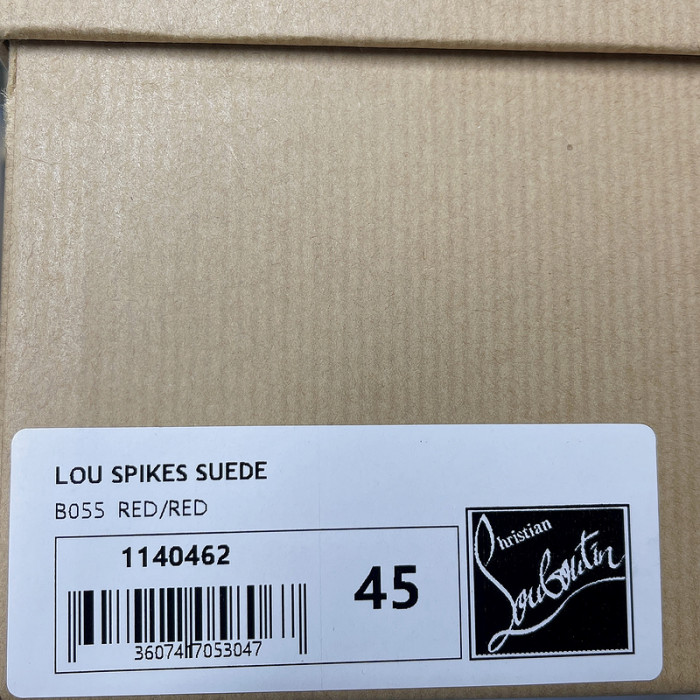 LOU SPIKES SUEDE
B055 RED/RED
1140462
45
3607417053047
Christian
Louboutin